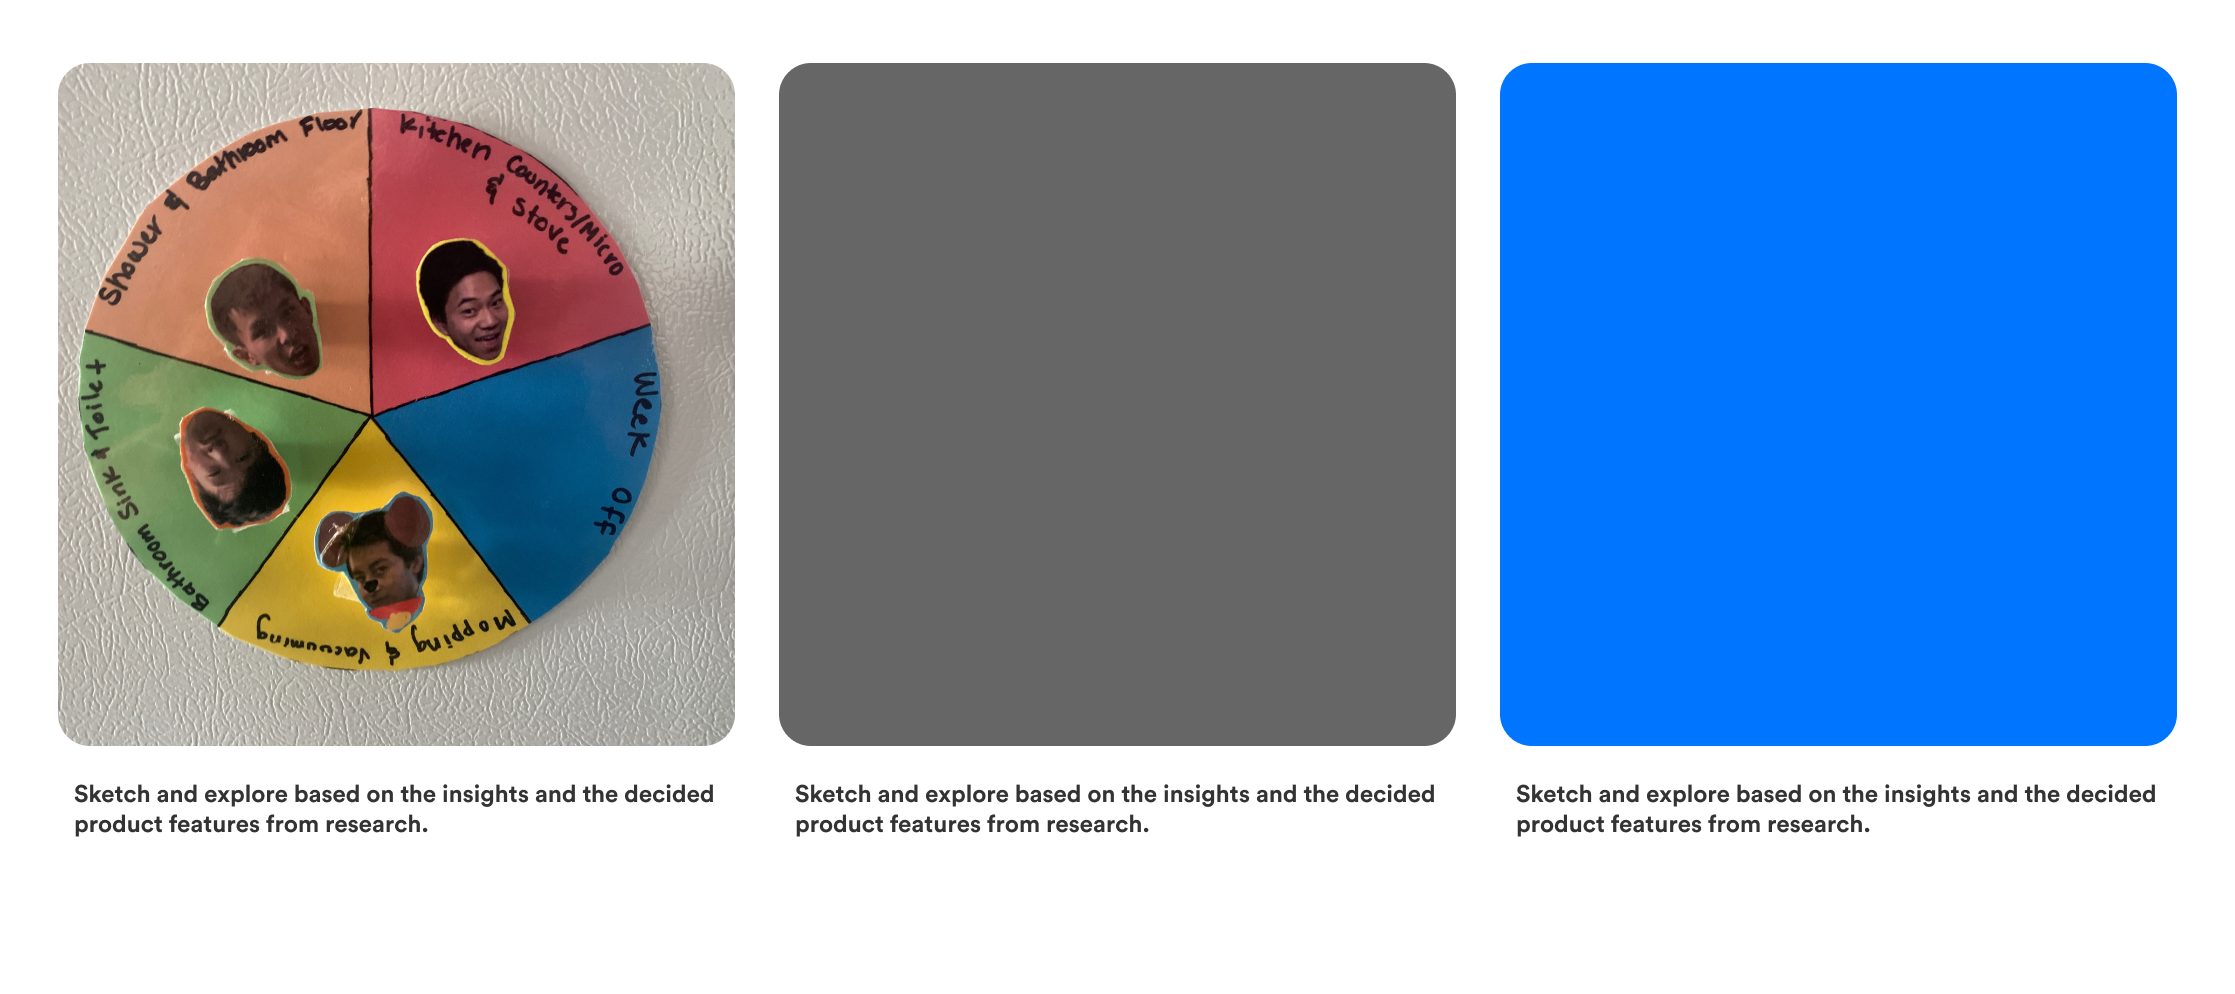 Shower & Bathroom Floor
Kitchen Counters/Micro
& Stove
Week Off
Mopping & Vacuuming
Bathroom Sink & Toilet
Sketch and explore based on the insights and the decided
product features from research.
Sketch and explore based on the insights and the decided
product features from research.
Sketch and explore based on the insights and the decided
product features from research.